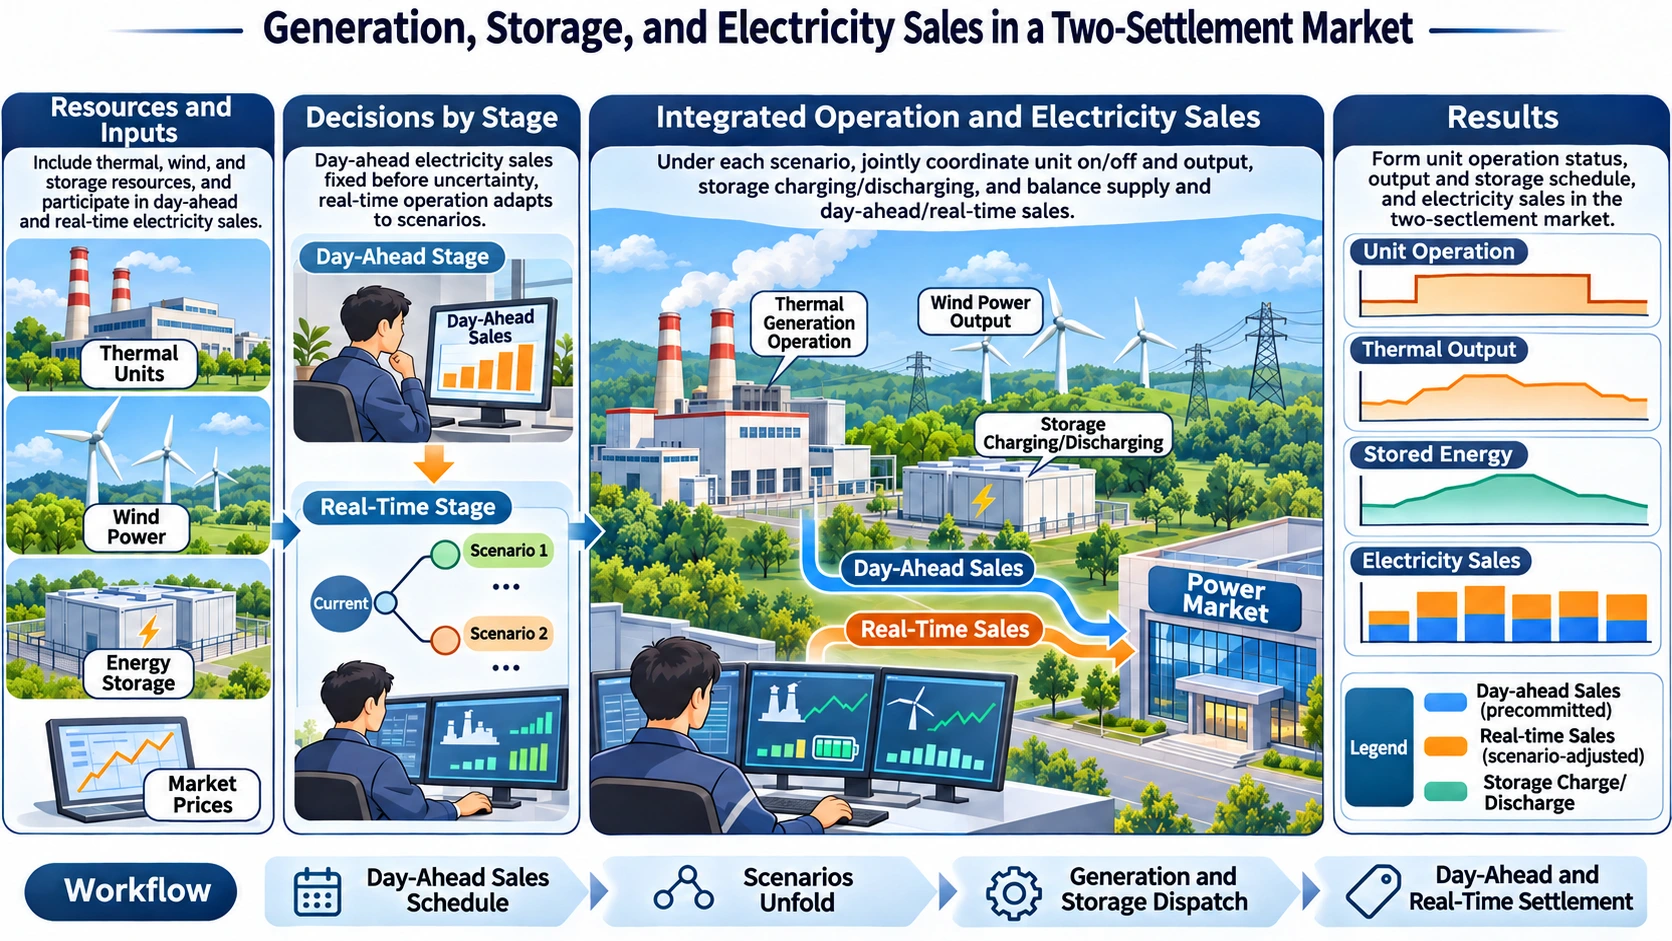 Generation, Storage, and Electricity Sales in a Two-Settlement Market
Resources and
Inputs
Include thermal, wind, and
storage resources, and
participate in day-ahead
and real-time electricity sales.
Thermal
Units
Wind
Power
Energy
Storage
Market
Prices
Decisions by Stage
Day-ahead electricity sales
fixed before uncertainty,
real-time operation adapts
to scenarios.
Day-Ahead Stage
Day-Ahead
Sales
Real-Time Stage
Current
Scenario 1
...
Scenario 2
...
Integrated Operation and Electricity Sales
Under each scenario, jointly coordinate unit on/off and output,
storage charging/discharging, and balance supply and
day-ahead/real-time sales.
Thermal
Generation
Operation
Wind Power
Output
Storage
Charging/Discharging
Day-Ahead Sales
Real-Time Sales
Power
Market
Results
Form unit operation status,
output and storage schedule,
and electricity sales in the
two-sectlement market.
Unit Operation
Thermal Output
Stored Energy
Electricity Sales
Legend
Day-ahead Sales
(precommitted)
Real-time Sales
(scenario-adjusted)
Storage Charge/
Discharge
Workflow
Day-Ahead Sales
Schedule
Scenarios
Unfold
Generation and
Storage Dispatch
Day-Ahead and
Real-Time Settlement